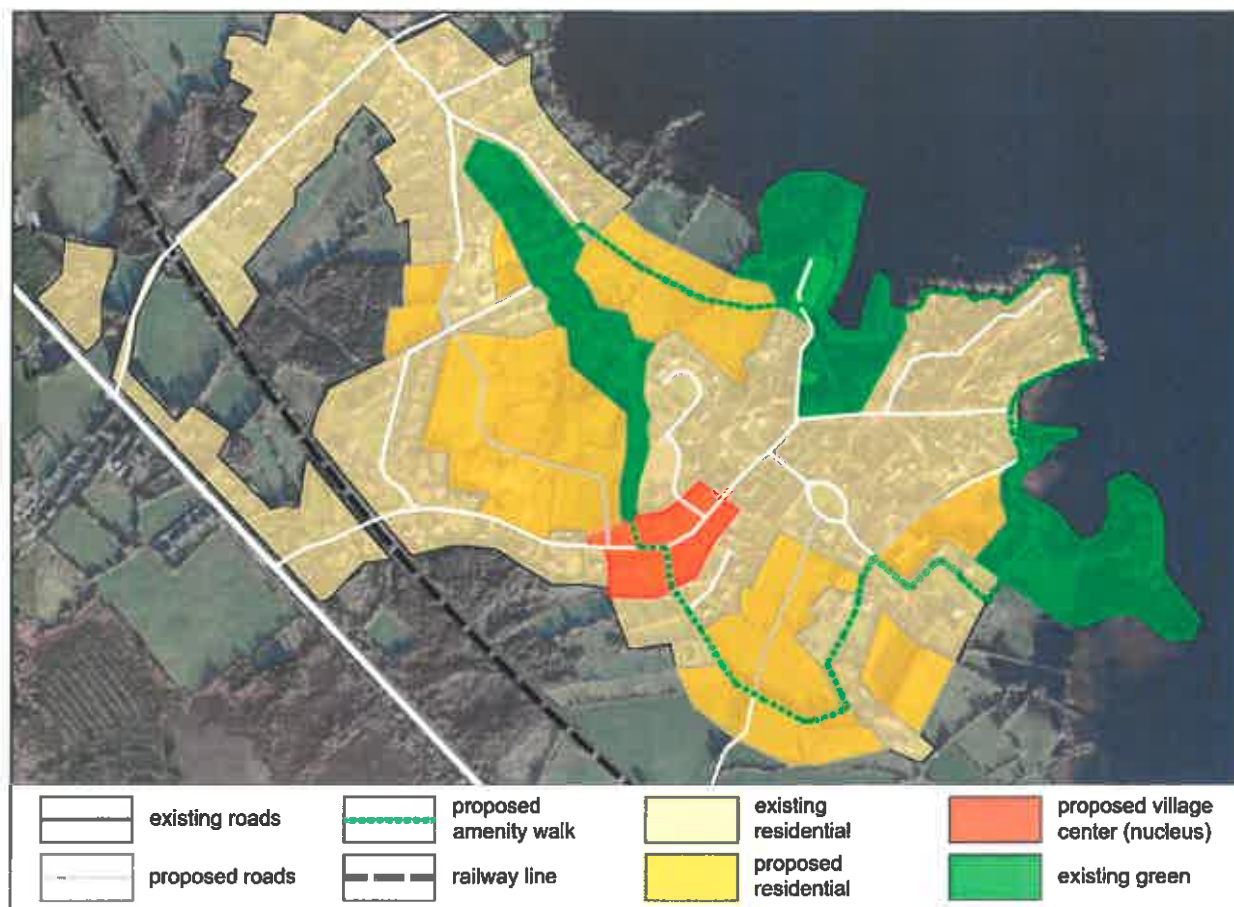 existing roads
proposed
amenity walk
existing
residential
proposed village
center (nucleus)
proposed roads
railway line
proposed
residential
existing green